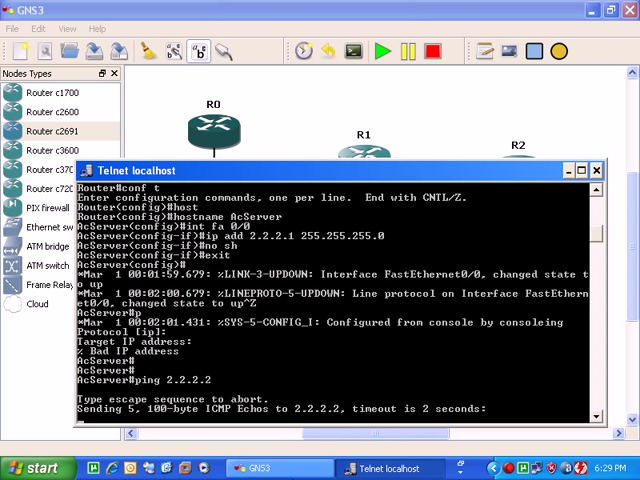 GNS3
File Edit View Help
Nodes Types
Router c1700
Router c2600
Router c2691
Router c3600
Router c37
Router c720
PIX firewall
Ethernet sw
ATM bridge
ATM switch
Frame Relay
Cloud
R0
R1
R2
Telnet localhost
Router#conf t
Enter configuration commands, one per line. End with CNTL/Z.
Router(config)#host
Router(config)#hostname AcServer
AcServer(config)#int fa 0/0
AcServer(config-if)#ip add 2.2.2.1 255.255.255.0
AcServer(config-if)#no sh
AcServer(config-if)#exit
AcServer(config)#
*Mar 1 00:01:59.679: %LINK-3-UPDOWN: Interface FastEthernet0/0, changed state t
o up
*Mar 1 00:02:00.679: %LINEPROTO-5-UPDOWN: Line protocol on Interface FastEthern
et0/0, changed state to up^Z
AcServer#p
*Mar 1 00:02:01.431: %SYS-5-CONFIG_I: Configured from console by consoleing
Protocol [ip]:
Target IP address:
% Bad IP address
AcServer#
AcServer#
AcServer#ping 2.2.2.2
Type escape sequence to abort.
Sending 5, 100-byte ICMP Echos to 2.2.2.2, timeout is 2 seconds:
start
GNS3
Telnet localhost
6:29 PM